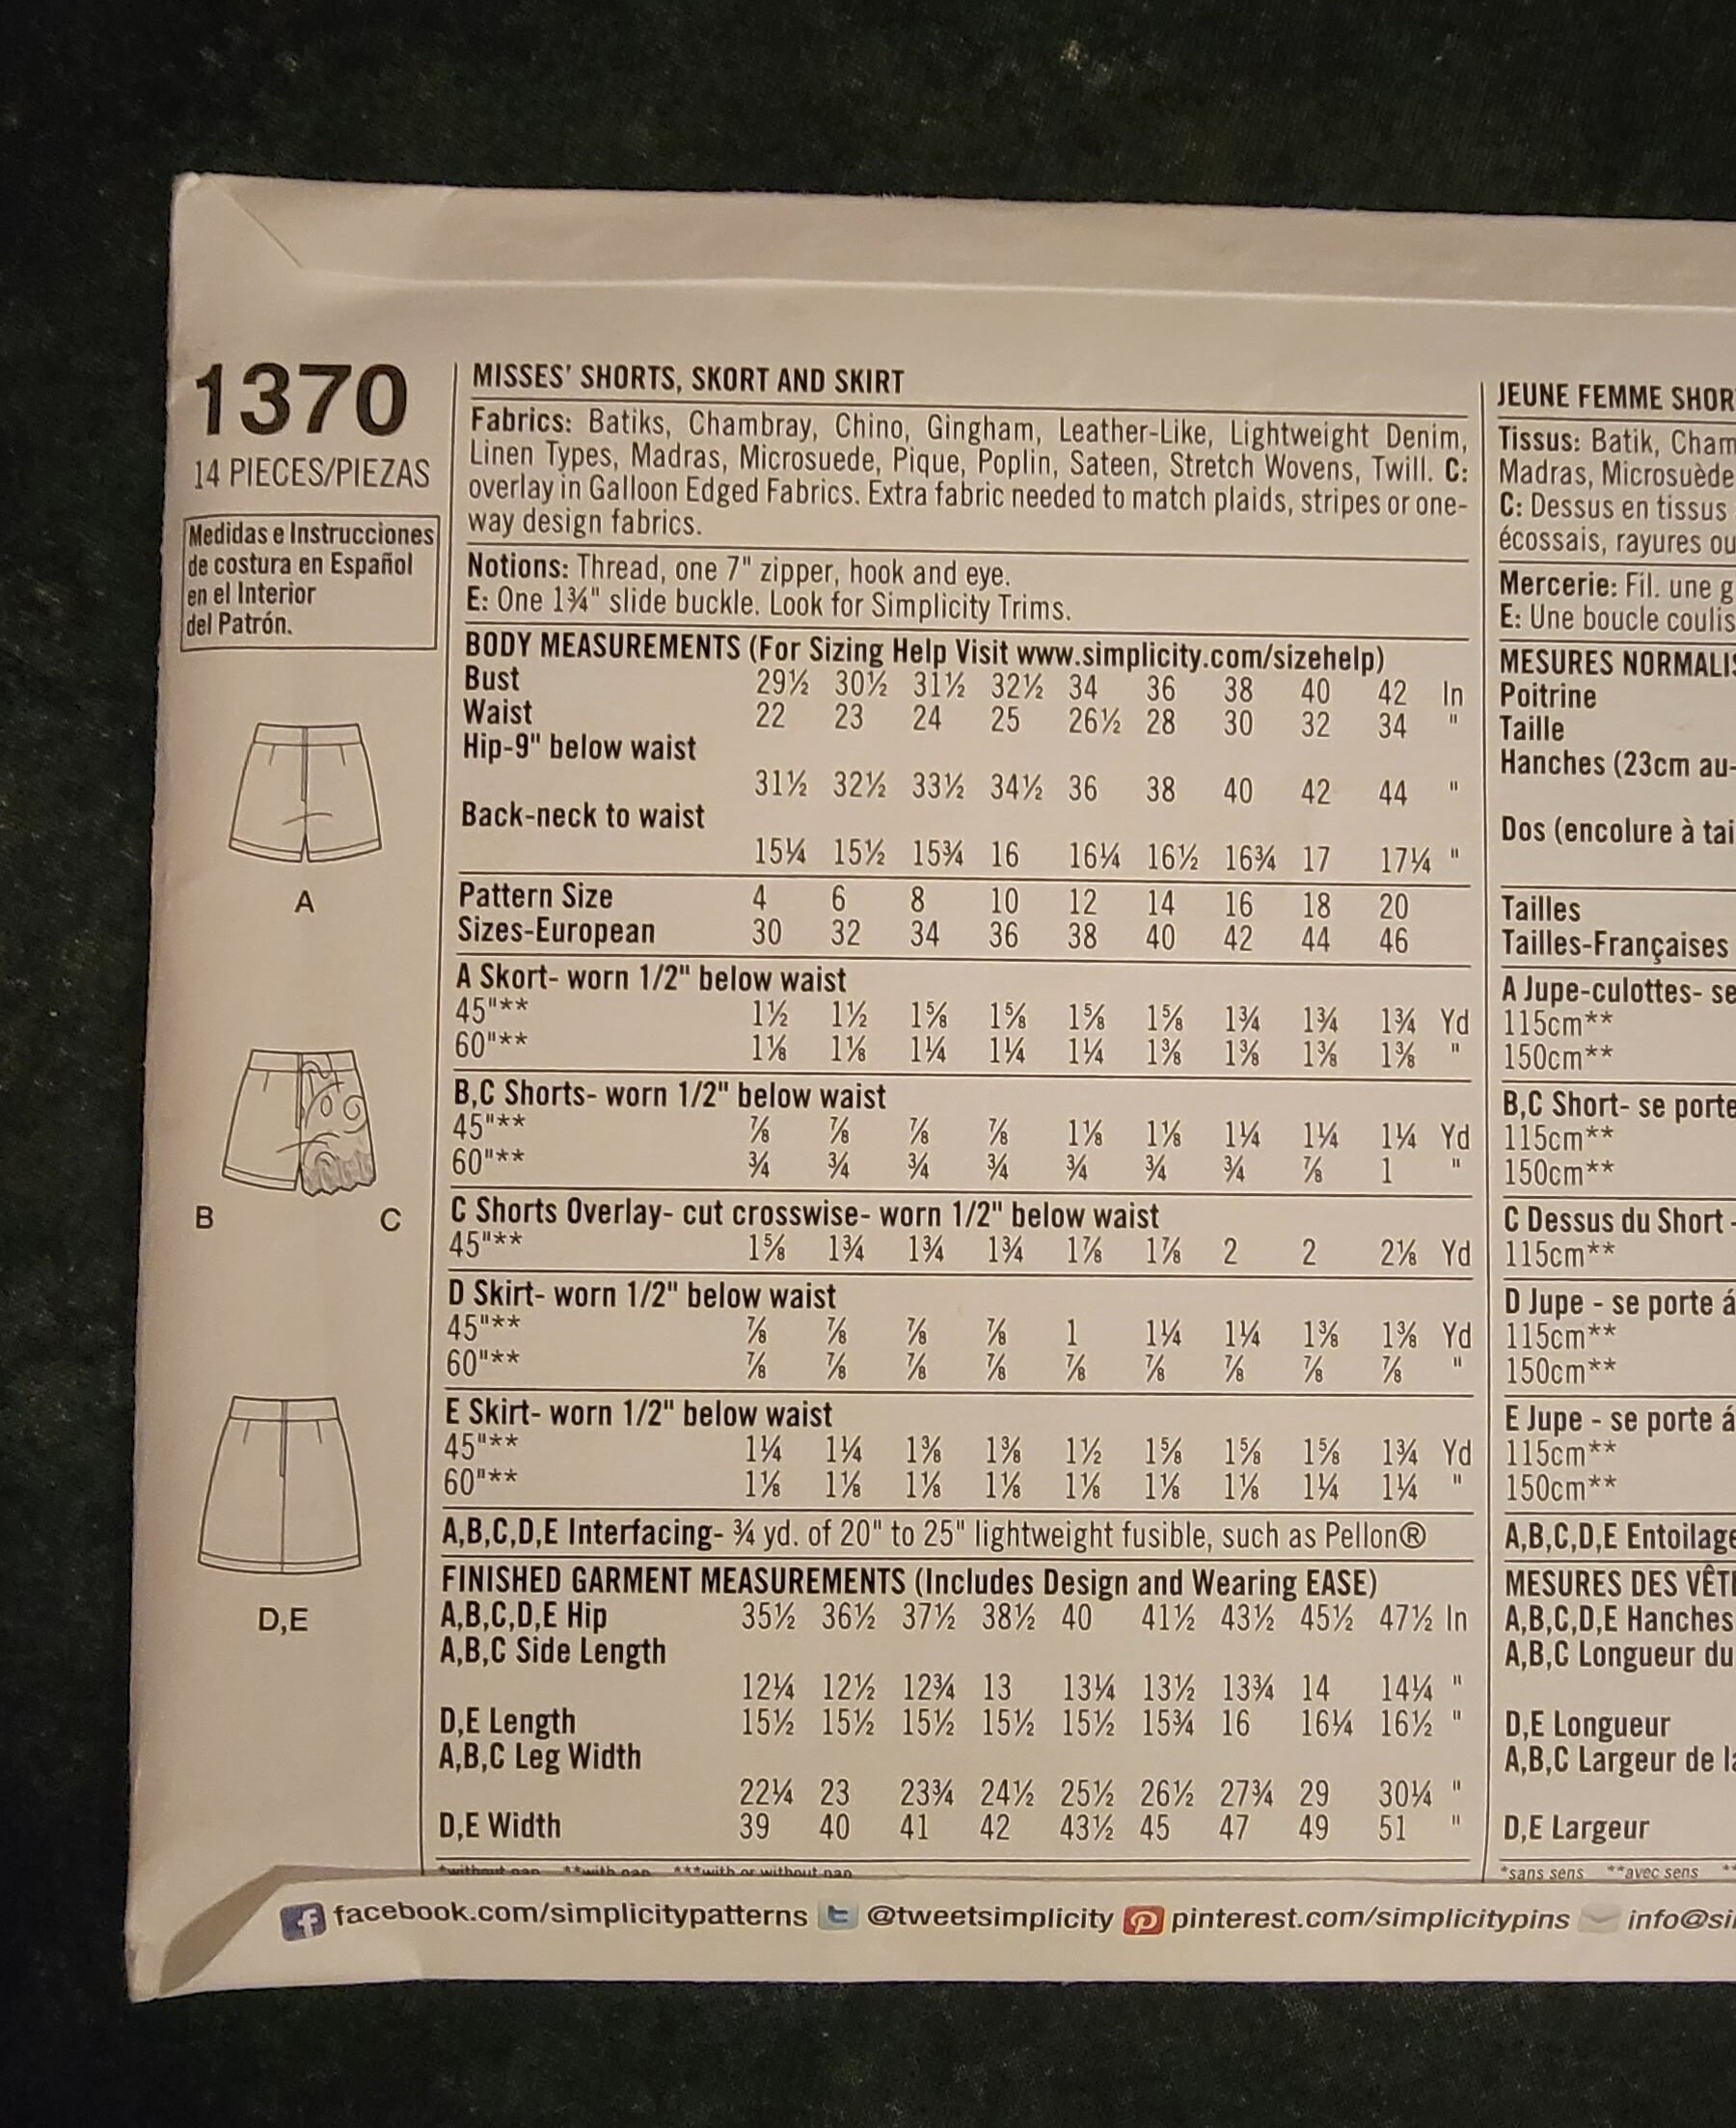 1370
14 PIECES/PIEZAS
Medidas e Instrucciones
de costura en Español
en el Interior
del Patrón.
A
B C
D,E
MISSES' SHORTS, SKORT AND SKIRT
Fabrics: Batiks, Chambray, Chino, Gingham, Leather-Like, Lightweight Denim,
Linen Types, Madras, Microsuede, Pique, Poplin, Sateen, Stretch Wovens, Twill. C:
overlay in Galloon Edged Fabrics. Extra fabric needed to match plaids, stripes or one-
way design fabrics.
Notions: Thread, one 7" zipper, hook and eye.
E: One 1¾" slide buckle. Look for Simplicity Trims.
BODY MEASUREMENTS (For Sizing Help Visit www.simplicity.com/sizehelp)
Bust 29½ 30½ 31½ 32½ 34 36 38 40 42 In
Waist 22 23 24 25 26½ 28 30 32 34 "
Hip-9" below waist
31½ 32½ 33½ 34½ 36 38 40 42 44 "
Back-neck to waist
15¼ 15½ 15¾ 16 16¼ 16½ 16¾ 17 17¼ "
Pattern Size 4 6 8 10 12 14 16 18 20
Sizes-European 30 32 34 36 38 40 42 44 46
A Skort- worn 1/2" below waist
45"** 1½ 1½ 1⅝ 1⅝ 1⅝ 1⅝ 1¾ 1¾ 1¾ Yd
60"** 1⅛ 1⅛ 1¼ 1¼ 1¼ 1⅜ 1⅜ 1⅜ 1⅜ "
B,C Shorts- worn 1/2" below waist
45"** ⅞ ⅞ ⅞ ⅞ 1⅛ 1⅛ 1¼ 1¼ 1¼ Yd
60"** ¾ ¾ ¾ ¾ ¾ ¾ ¾ ⅞ 1 "
C Shorts Overlay- cut crosswise- worn 1/2" below waist
45"** 1⅝ 1¾ 1¾ 1¾ 1⅞ 1⅞ 2 2 2⅛ Yd
D Skirt- worn 1/2" below waist
45"** ⅞ ⅞ ⅞ ⅞ 1 1¼ 1¼ 1⅜ 1⅜ Yd
60"** ⅞ ⅞ ⅞ ⅞ ⅞ ⅞ ⅞ ⅞ ⅞ "
E Skirt- worn 1/2" below waist
45"** 1¼ 1¼ 1⅜ 1⅜ 1½ 1⅝ 1⅝ 1⅝ 1¾ Yd
60"** 1⅛ 1⅛ 1⅛ 1⅛ 1⅛ 1⅛ 1⅛ 1¼ 1¼ "
A,B,C,D,E Interfacing- ¾ yd. of 20" to 25" lightweight fusible, such as Pellon®
FINISHED GARMENT MEASUREMENTS (Includes Design and Wearing EASE)
A,B,C,D,E Hip 35½ 36½ 37½ 38½ 40 41½ 43½ 45½ 47½ In
A,B,C Side Length
12¼ 12½ 12¾ 13 13¼ 13½ 13¾ 14 14¼ "
D,E Length 15½ 15½ 15½ 15½ 15½ 15¾ 16 16¼ 16½ "
A,B,C Leg Width
22¼ 23 23¾ 24½ 25½ 26½ 27¾ 29 30¼ "
D,E Width 39 40 41 42 43½ 45 47 49 51 "
*without nap **with nap ***with or without nap
JEUNE FEMME SHOR
Tissus: Batik, Cham
Madras, Microsuède
C: Dessus en tissus
écossais, rayures ou
Mercerie: Fil. une g
E: Une boucle coulis
MESURES NORMALIS
Poitrine
Taille
Hanches (23cm au-
Dos (encolure à tai
Tailles
Tailles-Françaises
A Jupe-culottes- se
115cm**
150cm**
B,C Short- se porte
115cm**
150cm**
C Dessus du Short -
115cm**
D Jupe - se porte á
115cm**
150cm**
E Jupe - se porte á
115cm**
150cm**
A,B,C,D,E Entoilage
MESURES DES VÊT
A,B,C,D,E Hanches
A,B,C Longueur du
D,E Longueur
A,B,C Largeur de la
D,E Largeur
*sans sens **avec sens **
facebook.com/simplicitypatterns @tweetsimplicity pinterest.com/simplicitypins info@si